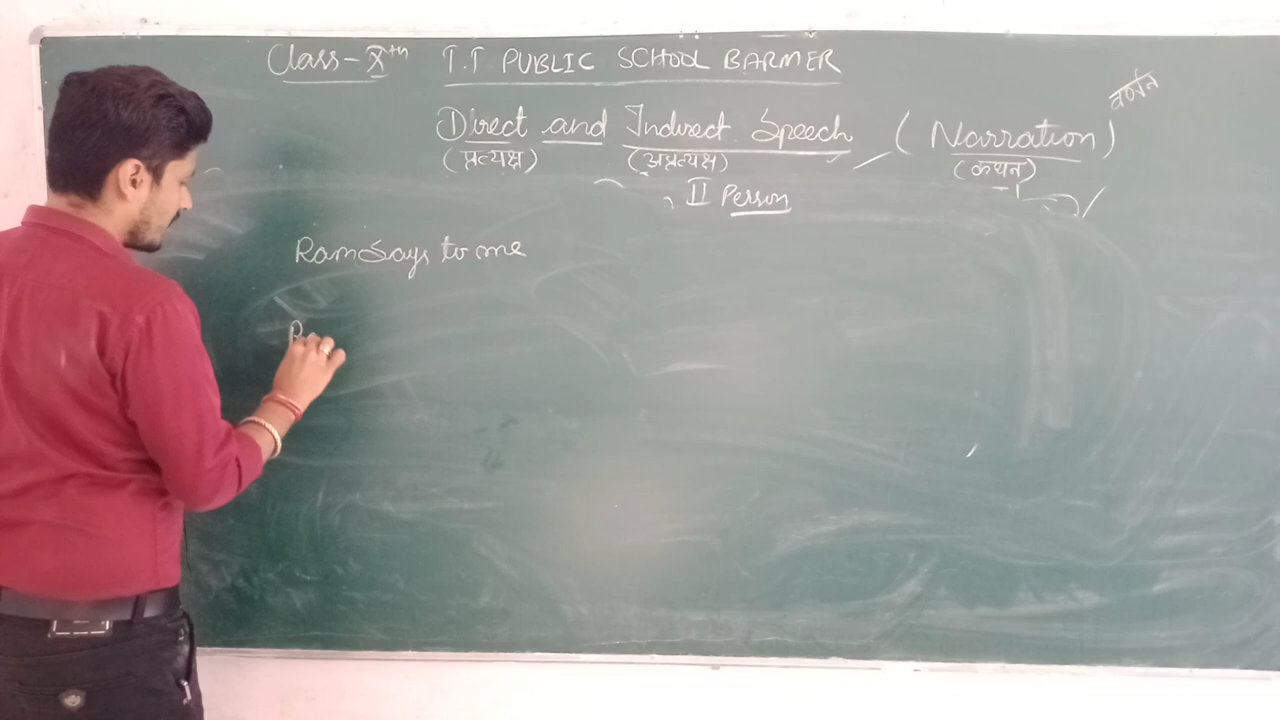 Class-Xth T.T PUBLIC SCHOOL BARMER
Direct and Indirect Speech (Narration) वर्णन
(प्रत्यक्ष) (अप्रत्यक्ष) (कथन)
II Person
Ram says to me
R